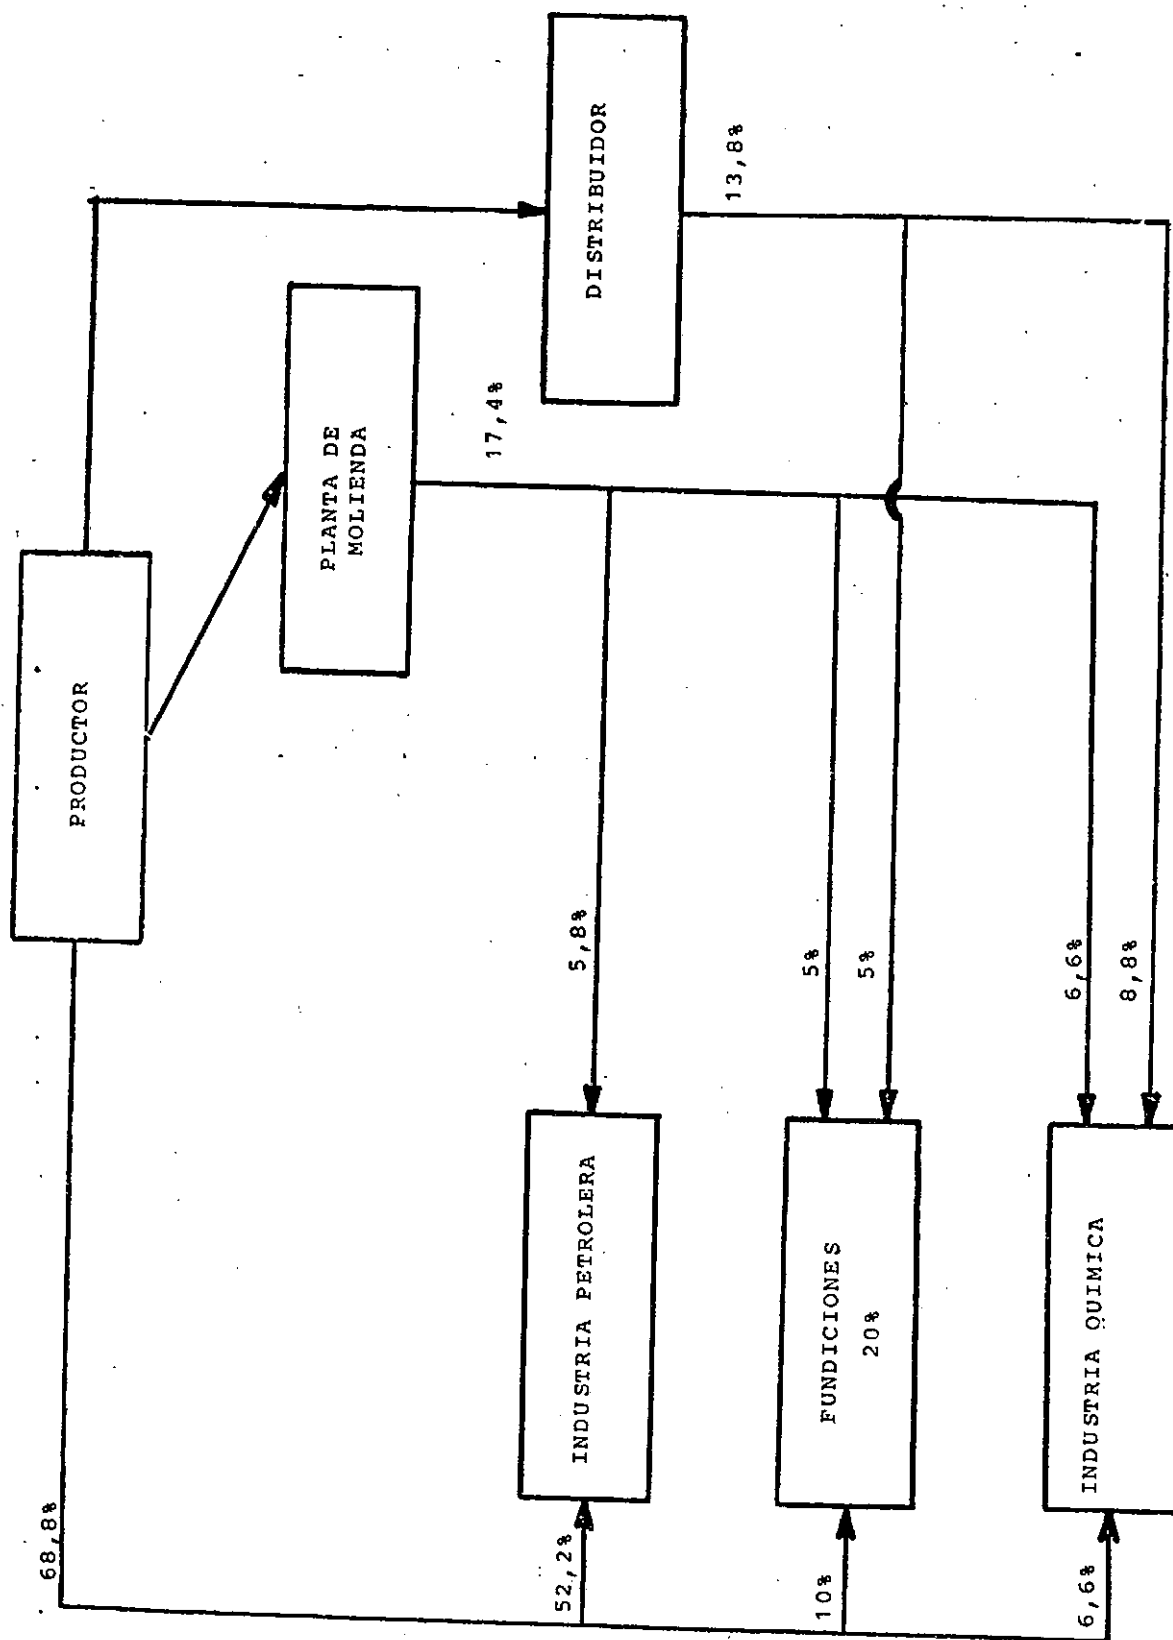 PRODUCTOR
68,8%
PLANTA DE
MOLIENDA
17,4%
DISTRIBUIDOR
13,8%
52,2%
INDUSTRIA PETROLERA
5,8%
10%
FUNDICIONES
20%
5%
5%
6,6%
INDUSTRIA QUIMICA
6,6%
8,8%